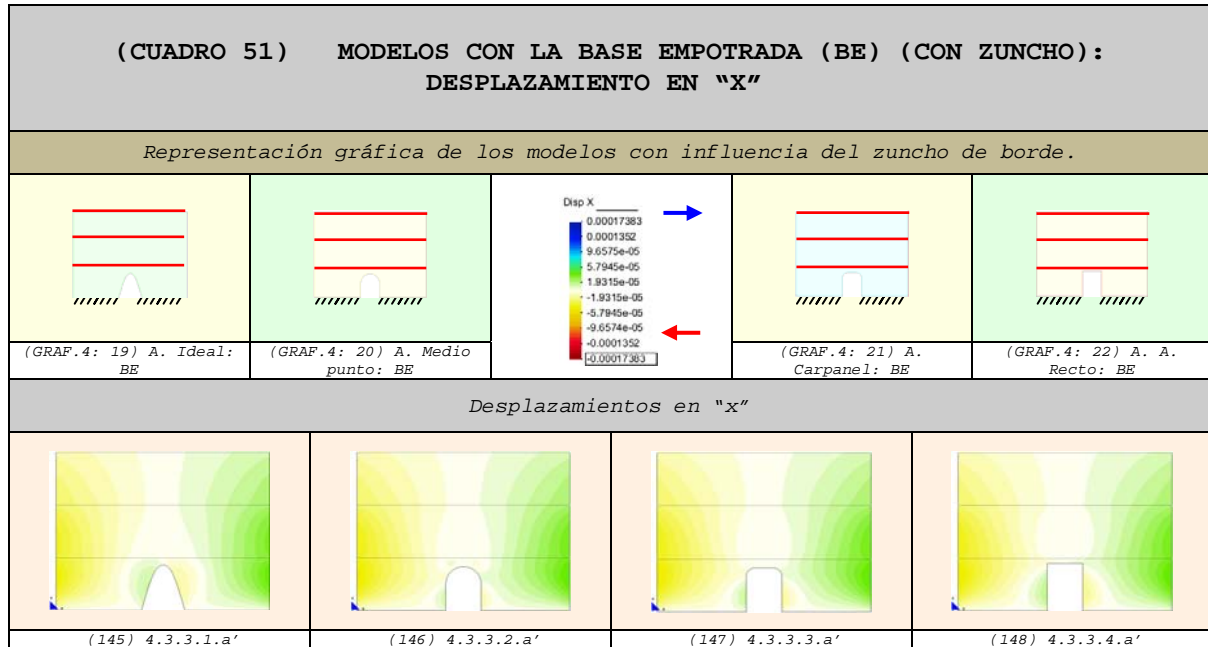 (CUADRO 51) MODELOS CON LA BASE EMPOTRADA (BE) (CON ZUNCHO):
DESPLAZAMIENTO EN “X”
Representación gráfica de los modelos con influencia del zuncho de borde.
Disp X
0.00017383
0.0001352
9.6575e-05
5.7945e-05
1.9315e-05
-1.9315e-05
-5.7945e-05
-9.6574e-05
-0.0001352
-0.00017383
(GRAF.4: 19) A. Ideal:
BE
(GRAF.4: 20) A. Medio
punto: BE
(GRAF.4: 21) A.
Carpanel: BE
(GRAF.4: 22) A. A.
Recto: BE
Desplazamientos en “x”
(145) 4.3.3.1.a’
(146) 4.3.3.2.a’
(147) 4.3.3.3.a’
(148) 4.3.3.4.a’